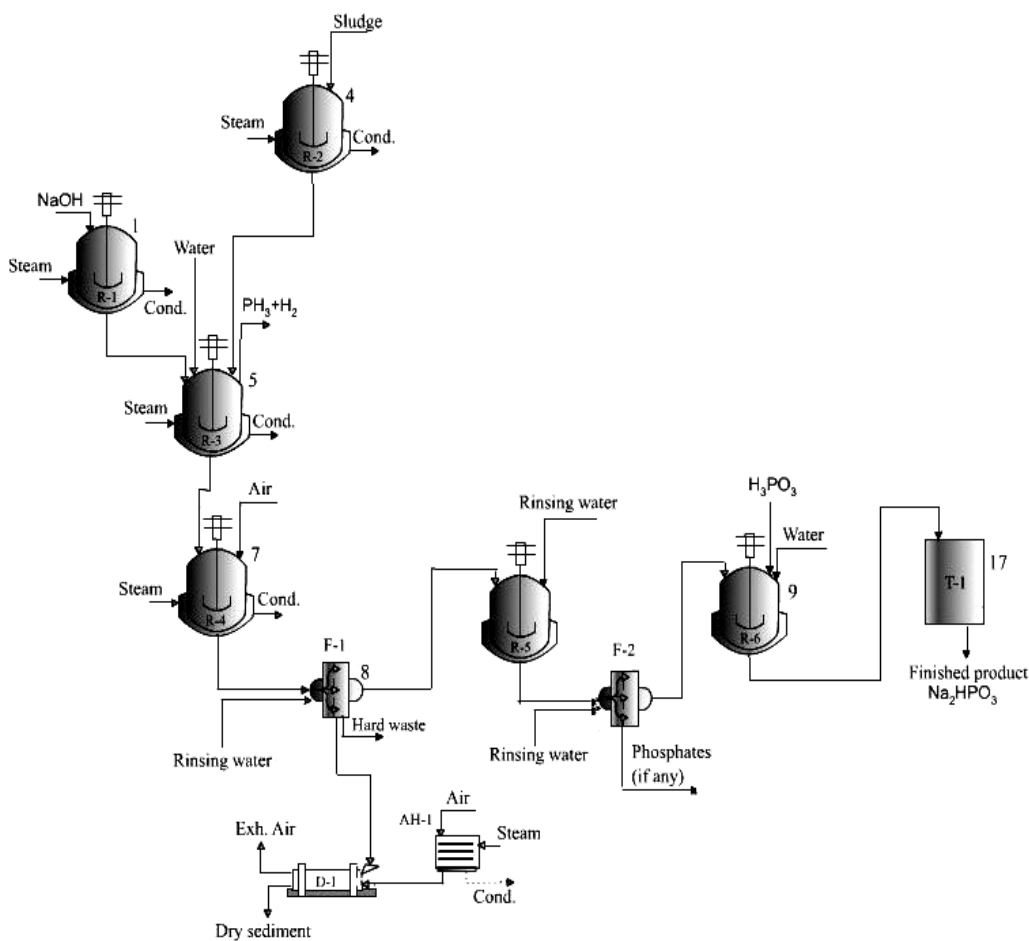 Sludge
4
Steam
Cond.
R-2
NaOH
1
Water
Steam
R-1
Cond.
PH₃+H₂
5
Steam
Cond.
R-3
Air
7
Steam
Cond.
R-4
Rinsing water
R-5
H₃PO₃
Water
9
R-6
17
T-1
Finished product
Na₂HPO₃
F-1
8
Hard waste
Rinsing water
F-2
Rinsing water
Phosphates
(if any)
Air
AH-1
Steam
Exh. Air
D-1
Cond.
Dry sediment